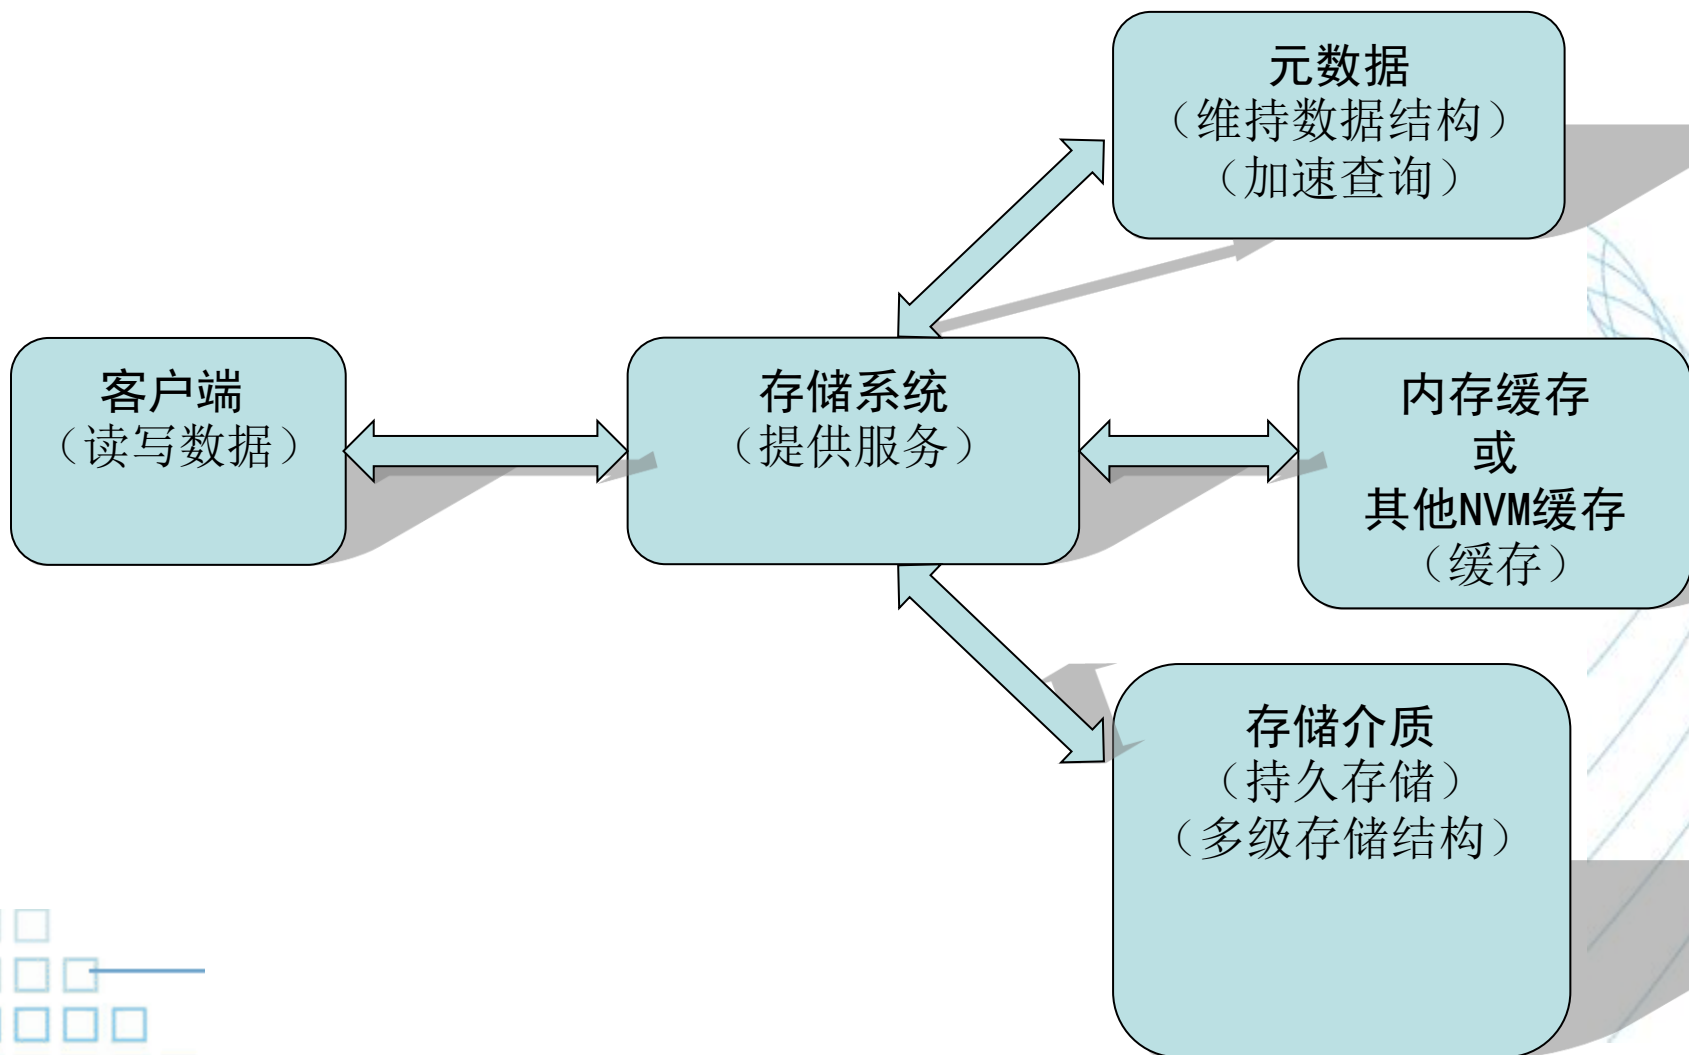 元数据
（维持数据结构）
（加速查询）
客户端
（读写数据）
存储系统
（提供服务）
内存缓存
或
其他NVM缓存
（缓存）
存储介质
（持久存储）
（多级存储结构）